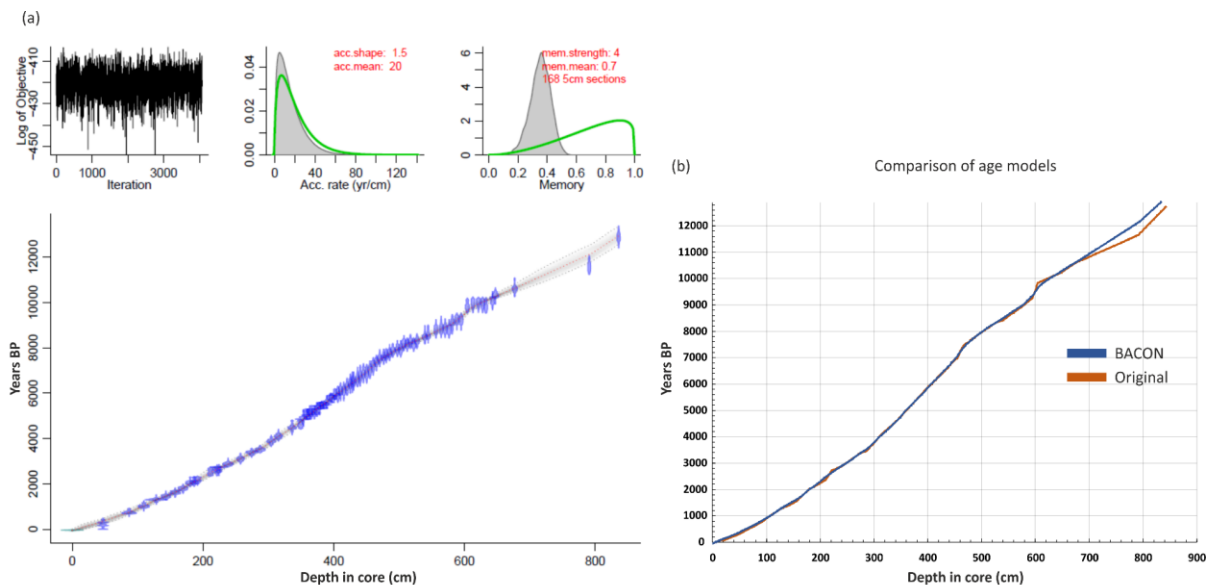 (a)
acc.shape: 1.5
acc.mean: 20
mem.strength: 4
mem.mean: 0.7
168 5cm sections
Log of Objective
−450 −430 −410
0 1000 3000
Iteration
0.00 0.02 0.04
0 40 80 120
Acc. rate (yr/cm)
0 2 4 6
0.0 0.2 0.4 0.6 0.8 1.0
Memory
Years BP
0 2000 4000 6000 8000 10000 12000
0 200 400 600 800
Depth in core (cm)
(b)
Comparison of age models
Years BP
12000
11000
10000
9000
8000
7000
6000
5000
4000
3000
2000
1000
0
BACON
Original
0 100 200 300 400 500 600 700 800 900
Depth in core (cm)